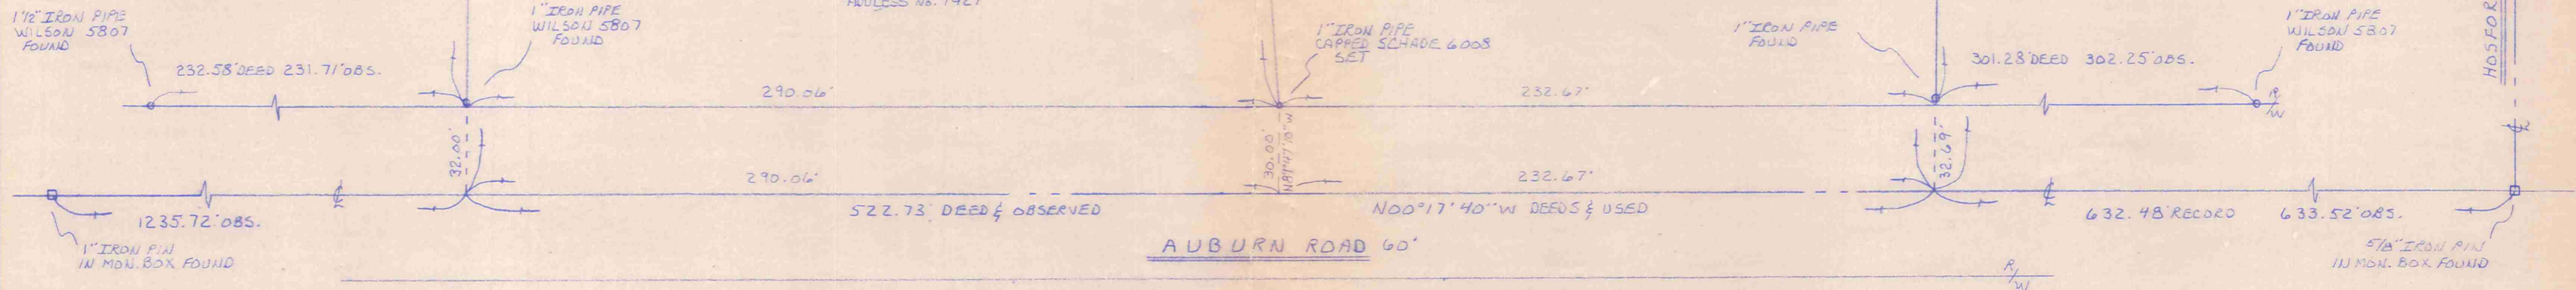 1 1/2" IRON PIPE
WILSON 5807
FOUND
1" IRON PIPE
WILSON 5807
FOUND
ADDRESS No. 7427
1" IRON PIPE
CAPPED SCHADE 6008
SET
1" IRON PIPE
FOUND
1" IRON PIPE
WILSON 5807
FOUND
HOSFOR
232.58' DEED 231.71' OBS.
301.28' DEED 302.25' OBS.
290.06'
232.67'
R/W
32.00'
30.00'
32.69'
290.06'
232.67'
1235.72' OBS.
522.73' DEED & OBSERVED
N00°17'40"W DEEDS & USED
632.48' RECORD 633.52' OBS.
1" IRON PIN
IN MON. BOX FOUND
AUBURN ROAD 60'
5/8" IRON PIN
IN MON. BOX FOUND
R/W